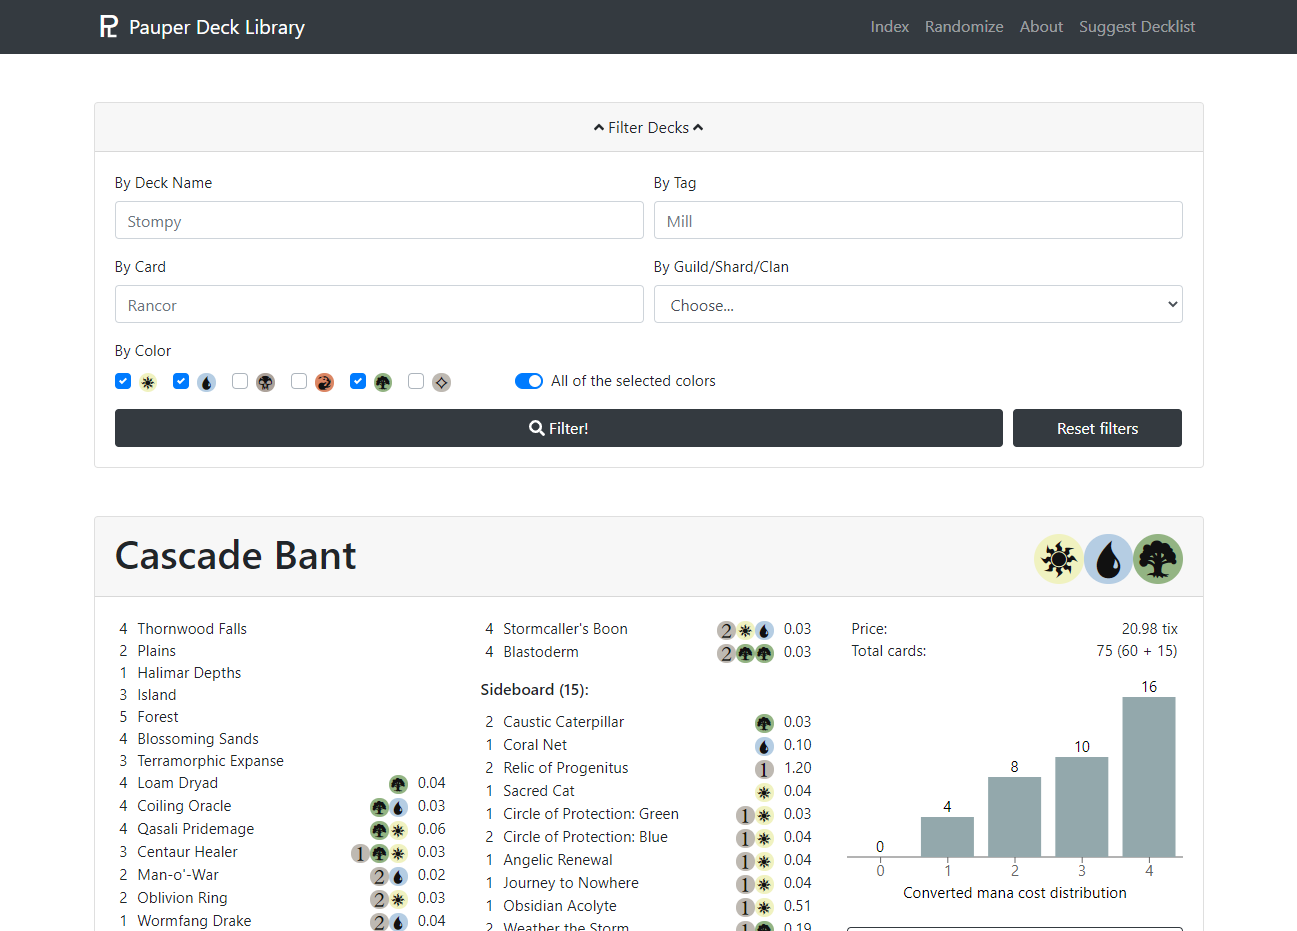 Pauper Deck Library
Index Randomize About Suggest Decklist
Filter Decks
By Deck Name
Stompy
By Tag
Mill
By Card
Rancor
By Guild/Shard/Clan
Choose...
By Color
All of the selected colors
Filter!
Reset filters
Cascade Bant
4 Thornwood Falls
2 Plains
1 Halimar Depths
3 Island
5 Forest
4 Blossoming Sands
3 Terramorphic Expanse
4 Loam Dryad 0.04
4 Coiling Oracle 0.03
4 Qasali Pridemage 0.06
3 Centaur Healer 1 0.03
2 Man-o'-War 2 0.02
2 Oblivion Ring 2 0.03
1 Wormfang Drake 2 0.04
4 Stormcaller's Boon 2 0.03
4 Blastoderm 2 0.03
Sideboard (15):
2 Caustic Caterpillar 0.03
1 Coral Net 0.10
2 Relic of Progenitus 1 1.20
1 Sacred Cat 0.04
1 Circle of Protection: Green 1 0.03
2 Circle of Protection: Blue 1 0.04
1 Angelic Renewal 1 0.04
1 Journey to Nowhere 1 0.04
1 Obsidian Acolyte 1 0.51
2 Weather the Storm 1 0.19
Price: 20.98 tix
Total cards: 75 (60 + 15)
0 4 8 10 16
0 1 2 3 4
Converted mana cost distribution